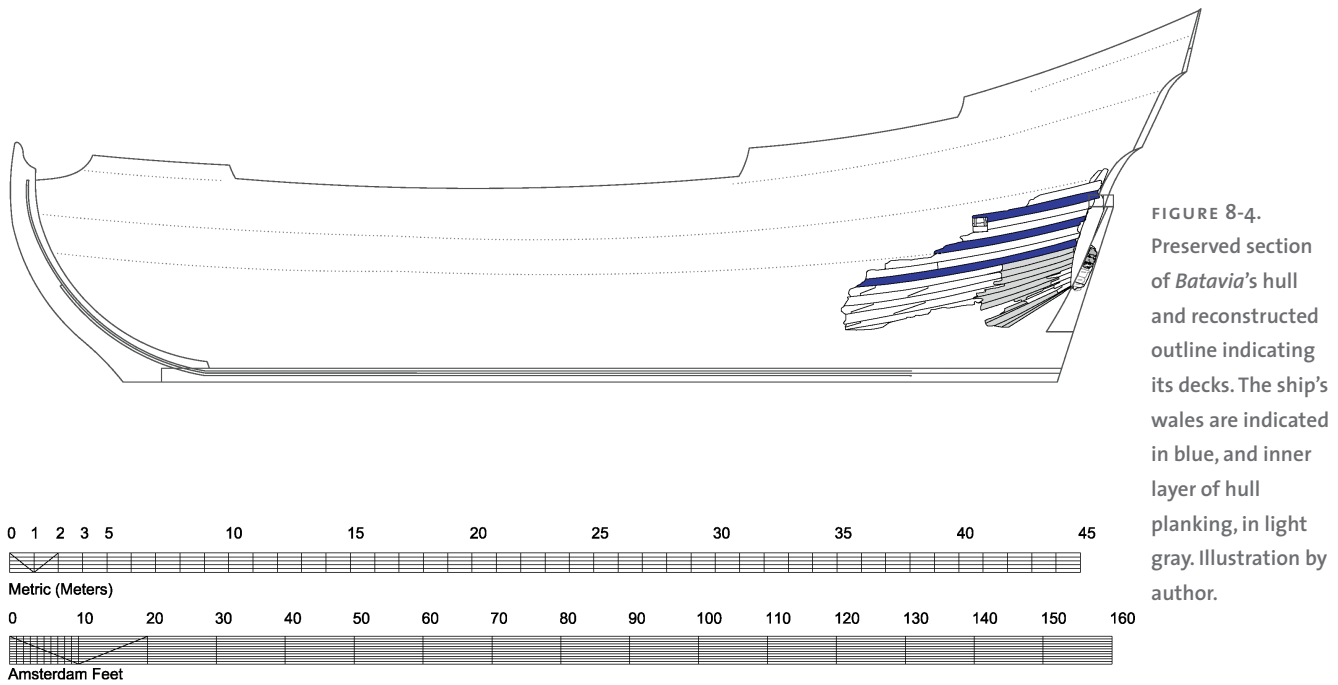 FIGURE 8-4.
Preserved section
of Batavia's hull
and reconstructed
outline indicating
its decks. The ship's
wales are indicated
in blue, and inner
layer of hull
planking, in light
gray. Illustration by
author.
0 1 2 3 5 10 15 20 25 30 35 40 45
Metric (Meters)
0 10 20 30 40 50 60 70 80 90 100 110 120 130 140 150 160
Amsterdam Feet